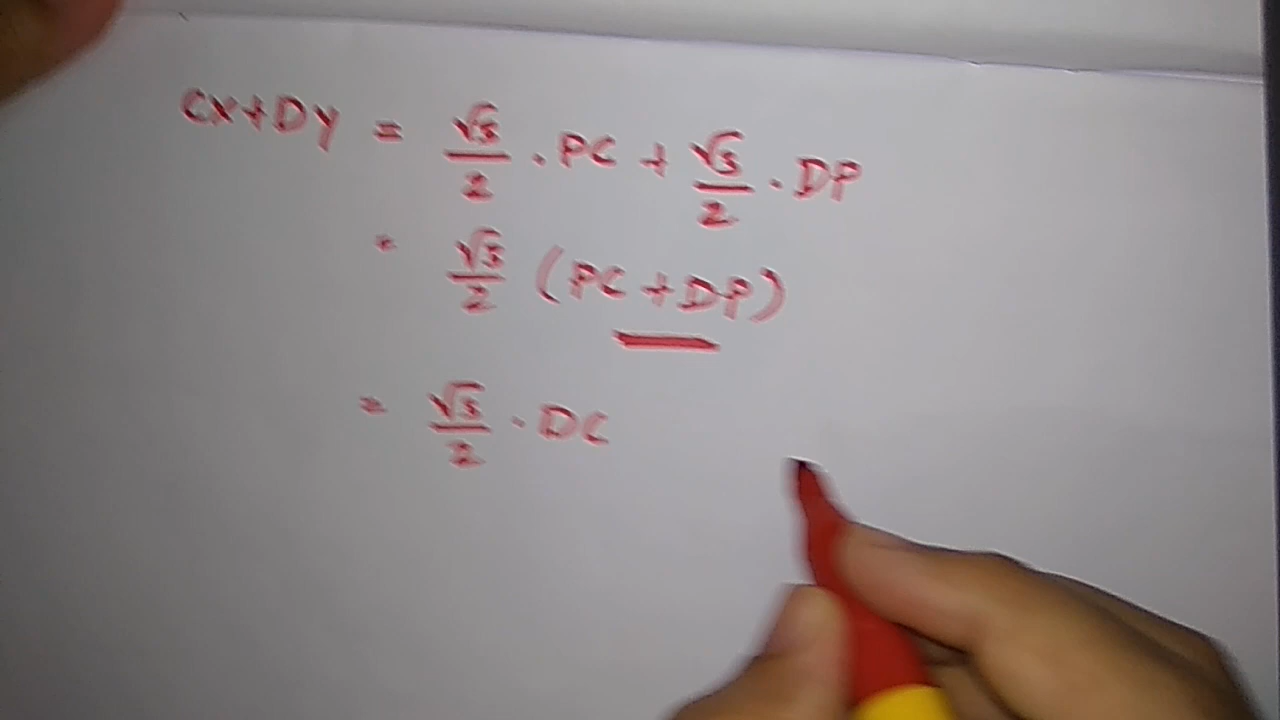 CX+DY = √3/2 . PC + √3/2 . DP
= √3/2 (PC + DP)
= √3/2 . DC